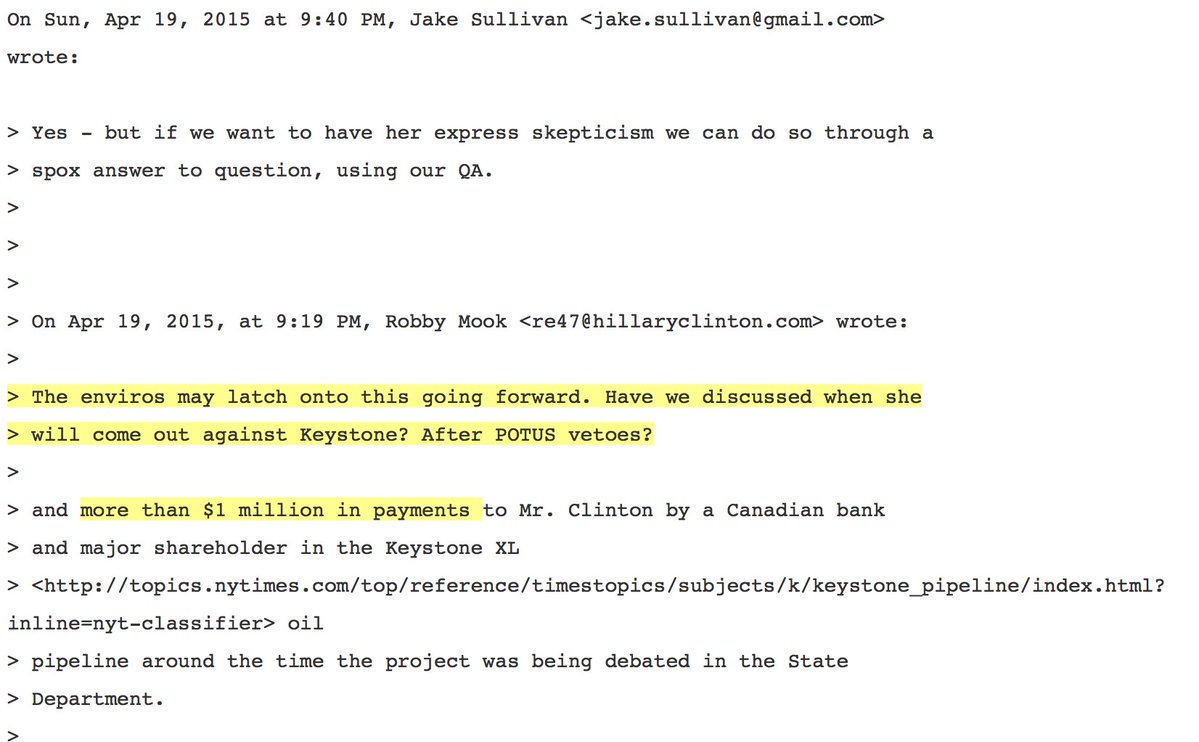 On Sun, Apr 19, 2015 at 9:40 PM, Jake Sullivan <jake.sullivan@gmail.com>
wrote:
> Yes - but if we want to have her express skepticism we can do so through a
> spox answer to question, using our QA.
>
>
>
> On Apr 19, 2015, at 9:19 PM, Robby Mook <re47@hillaryclinton.com> wrote:
>
> The enviros may latch onto this going forward. Have we discussed when she
> will come out against Keystone? After POTUS vetoes?
>
> and more than $1 million in payments to Mr. Clinton by a Canadian bank
> and major shareholder in the Keystone XL
> <http://topics.nytimes.com/top/reference/timestopics/subjects/k/keystone_pipeline/index.html?
inline=nyt-classifier> oil
> pipeline around the time the project was being debated in the State
> Department.
>